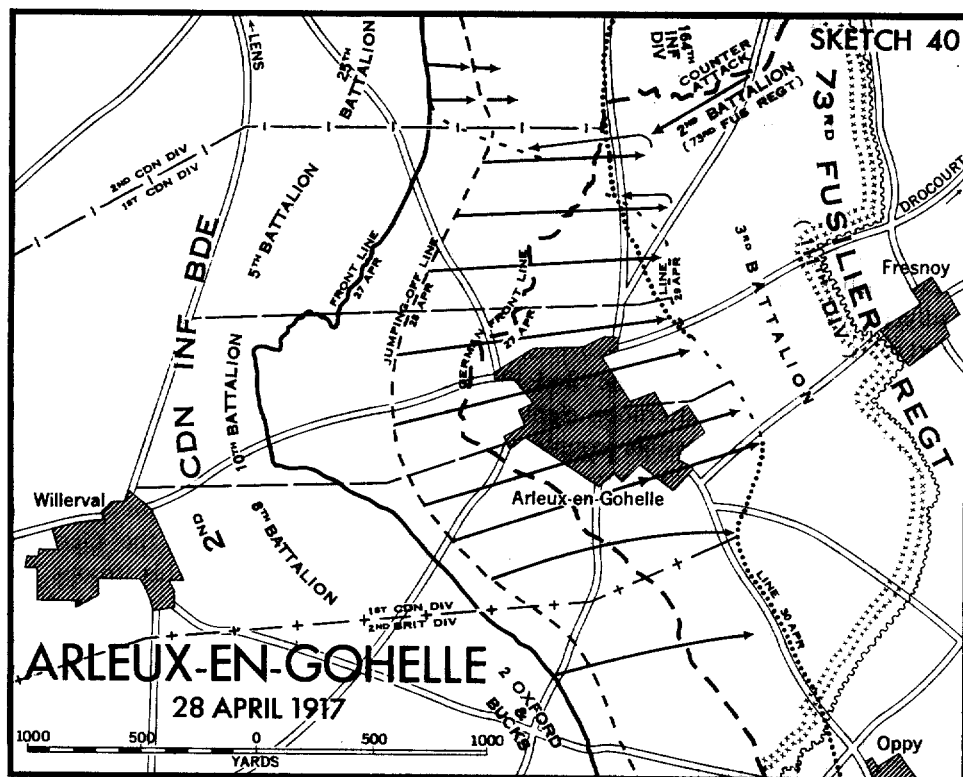 SKETCH 40
LENS
25TH
BATTALION
164TH
INF
DIV
COUNTER
ATTACK
2ND BATTALION
(73RD FUS REGT)
73RD FUSILIER REGT
DIV
DROCOURT
Fresnoy
2ND CDN DIV
1ST CDN DIV
5TH BATTALION
FRONT LINE
27 APR
JUMPING-OFF LINE
28 APR
GERMAN FRONT LINE
27 APR
3RD BATTALION
10TH BATTALION
2ND CDN INF BDE
Willerval
8TH BATTALION
Arleux-en-Gohelle
1ST CDN DIV
2ND BRIT DIV
LINE 30 APR
2 OXFORD
&
BUCKS
Oppy
ARLEUX-EN-GOHELLE
28 APRIL 1917
1000 500 0 500 1000
YARDS